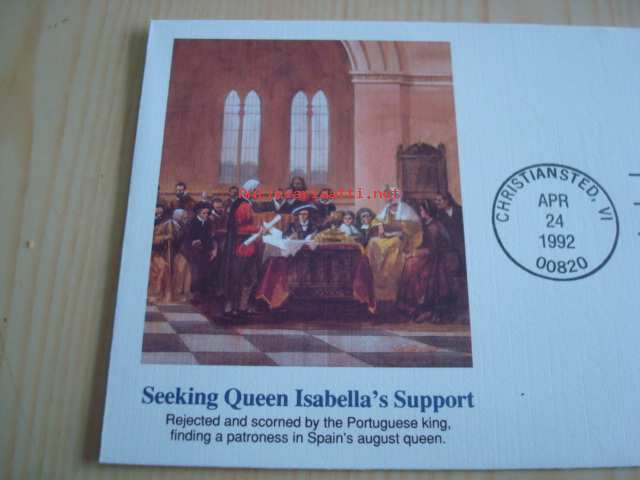 CHRISTIANSTED, VI
APR
24
1992
00820
Seeking Queen Isabella's Support
Rejected and scorned by the Portuguese king,
finding a patroness in Spain's august queen.